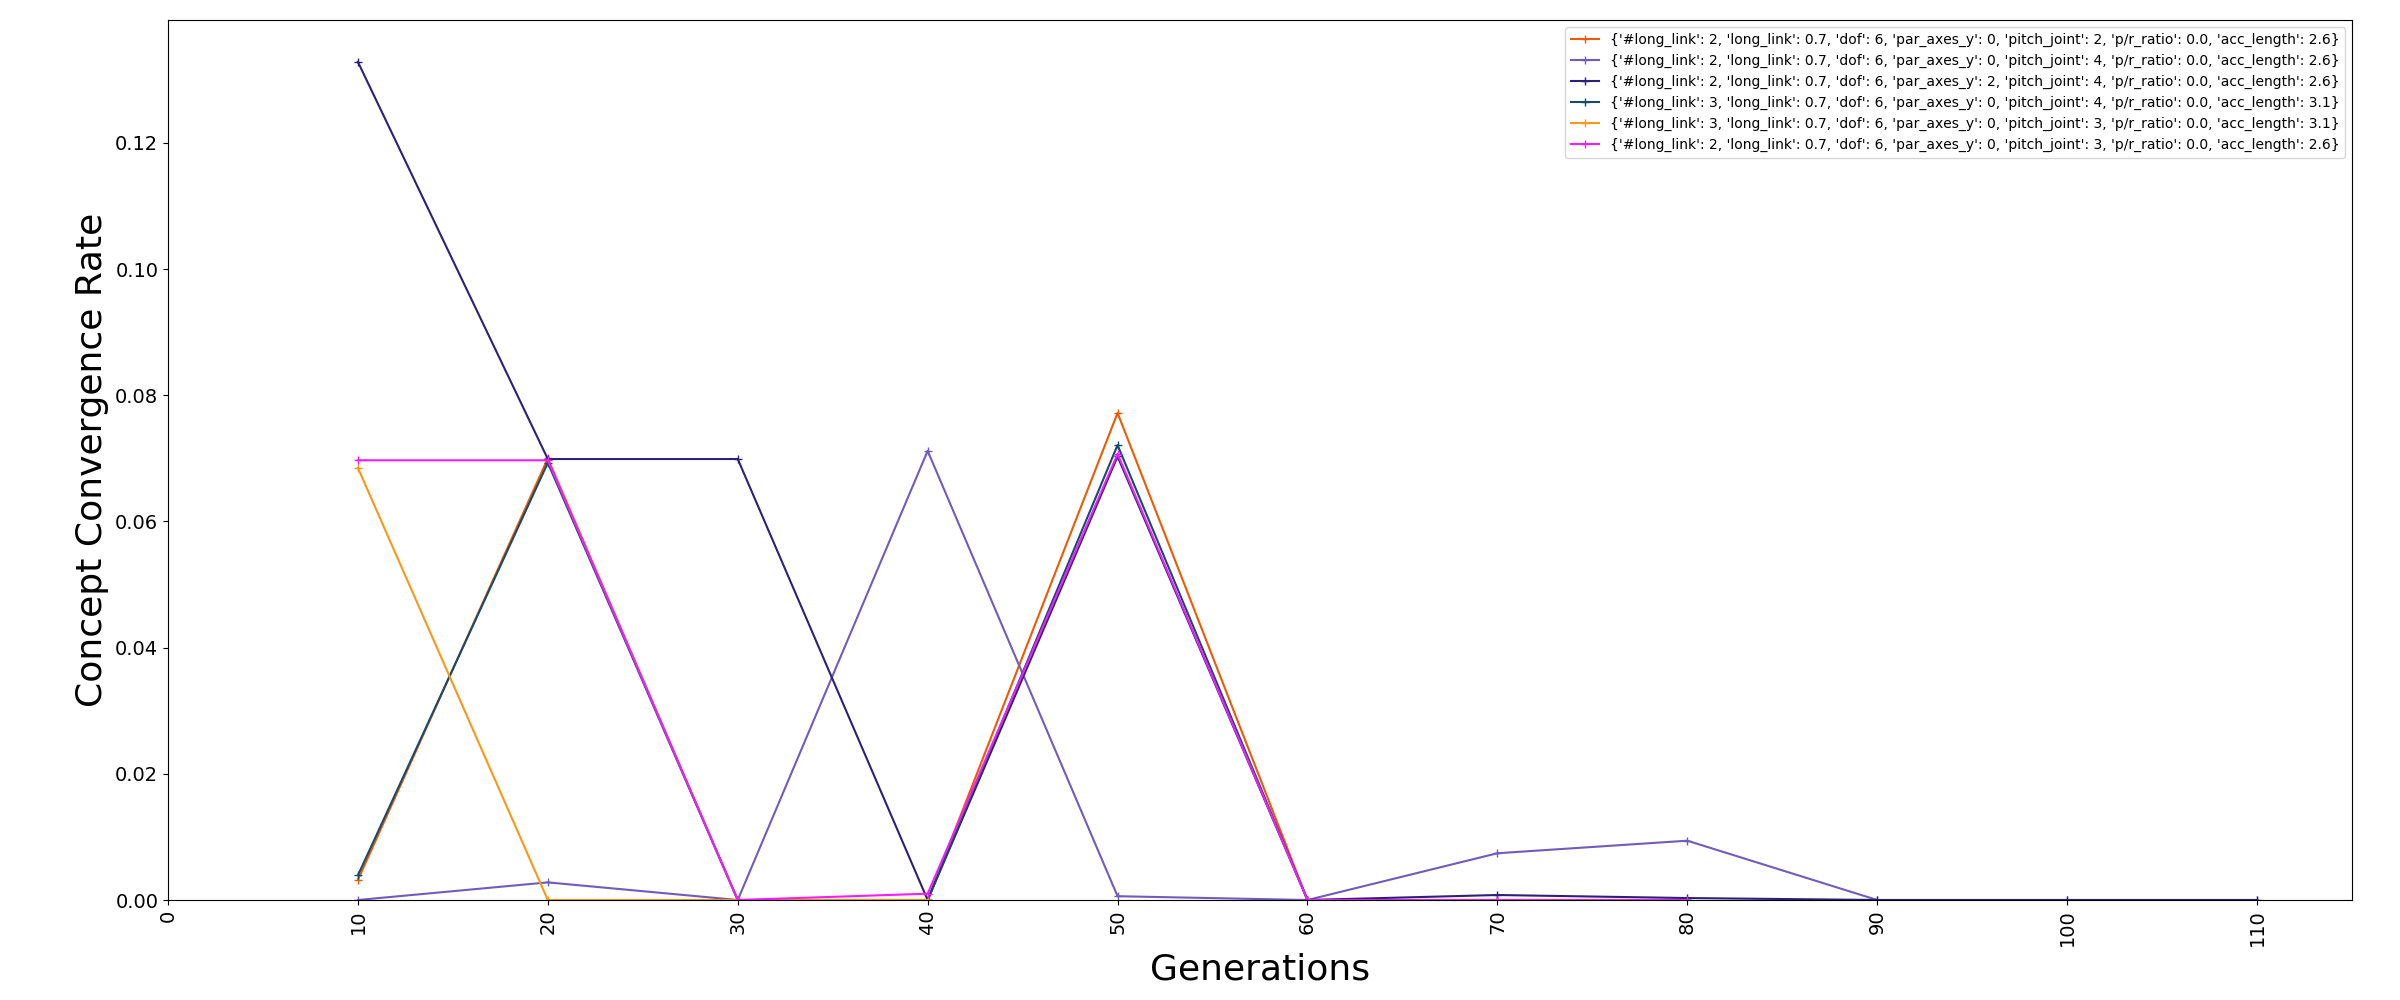 {'#long_link': 2, 'long_link': 0.7, 'dof': 6, 'par_axes_y': 0, 'pitch_joint': 2, 'p/r_ratio': 0.0, 'acc_length': 2.6}
{'#long_link': 2, 'long_link': 0.7, 'dof': 6, 'par_axes_y': 0, 'pitch_joint': 4, 'p/r_ratio': 0.0, 'acc_length': 2.6}
{'#long_link': 2, 'long_link': 0.7, 'dof': 6, 'par_axes_y': 2, 'pitch_joint': 4, 'p/r_ratio': 0.0, 'acc_length': 2.6}
{'#long_link': 3, 'long_link': 0.7, 'dof': 6, 'par_axes_y': 0, 'pitch_joint': 4, 'p/r_ratio': 0.0, 'acc_length': 3.1}
{'#long_link': 3, 'long_link': 0.7, 'dof': 6, 'par_axes_y': 0, 'pitch_joint': 3, 'p/r_ratio': 0.0, 'acc_length': 3.1}
{'#long_link': 2, 'long_link': 0.7, 'dof': 6, 'par_axes_y': 0, 'pitch_joint': 3, 'p/r_ratio': 0.0, 'acc_length': 2.6}
Concept Convergence Rate
0.12
0.10
0.08
0.06
0.04
0.02
0.00
0 10 20 30 40 50 60 70 80 90 100 110
Generations